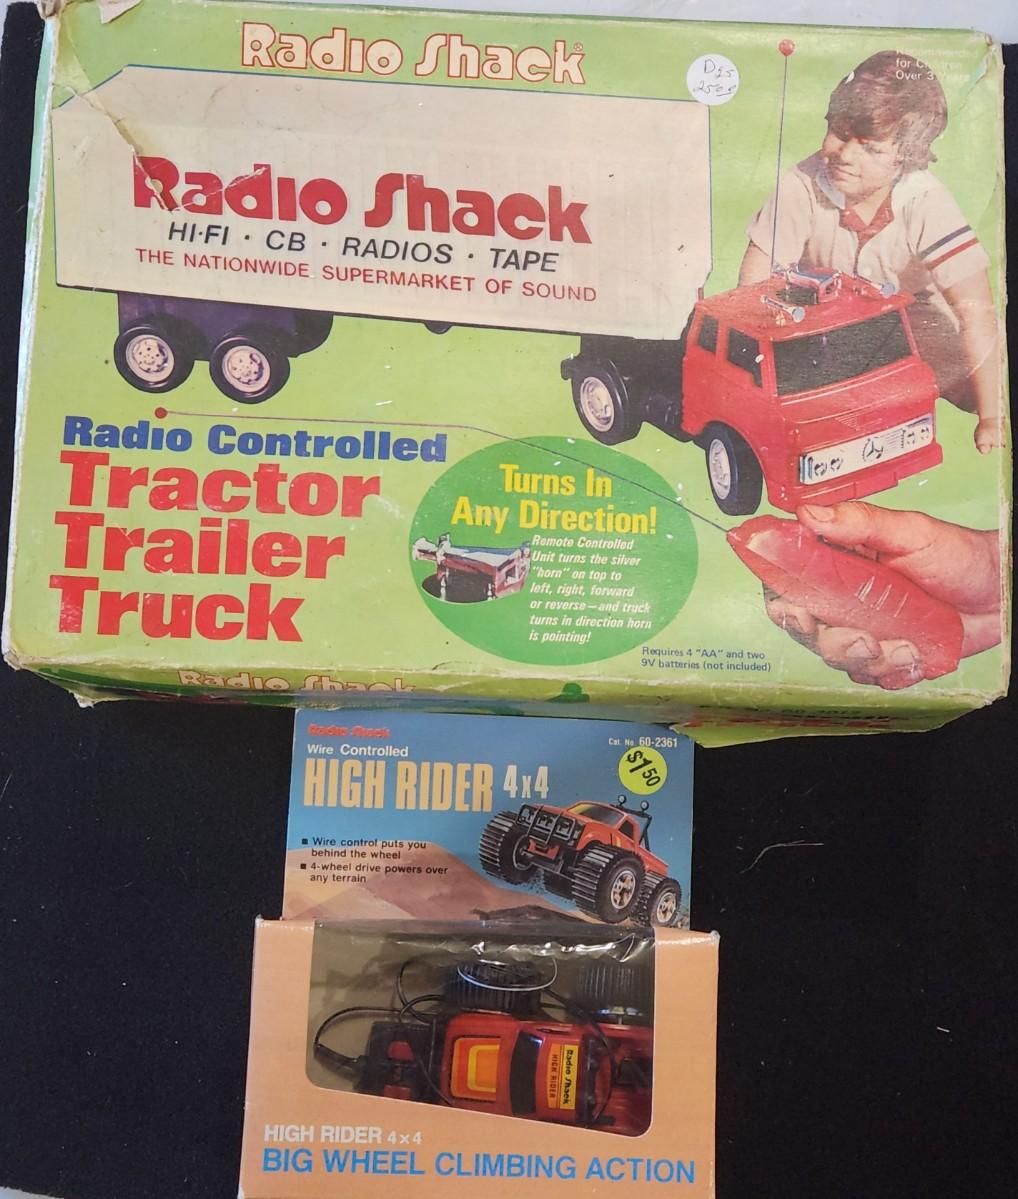 Radio Shack®
D25
2500
Recommended
for Children
Over 3 Years
Radio Shack
HI-FI · CB · RADIOS · TAPE
THE NATIONWIDE SUPERMARKET OF SOUND
Radio Controlled
Tractor
Trailer
Truck
Turns In
Any Direction!
Remote Controlled
Unit turns the silver
"horn" on top to
left, right, forward
or reverse—and truck
turns in direction horn
is pointing!
Requires 4 "AA" and two
9V batteries (not included)
Radio Shack
Radio Shack
Cat. No. 60-2361
Wire Controlled
HIGH RIDER 4x4
$1.50
▪ Wire control puts you
behind the wheel
▪ 4-wheel drive powers over
any terrain
Radio Shack
HIGH RIDER
HIGH RIDER 4x4
BIG WHEEL CLIMBING ACTION